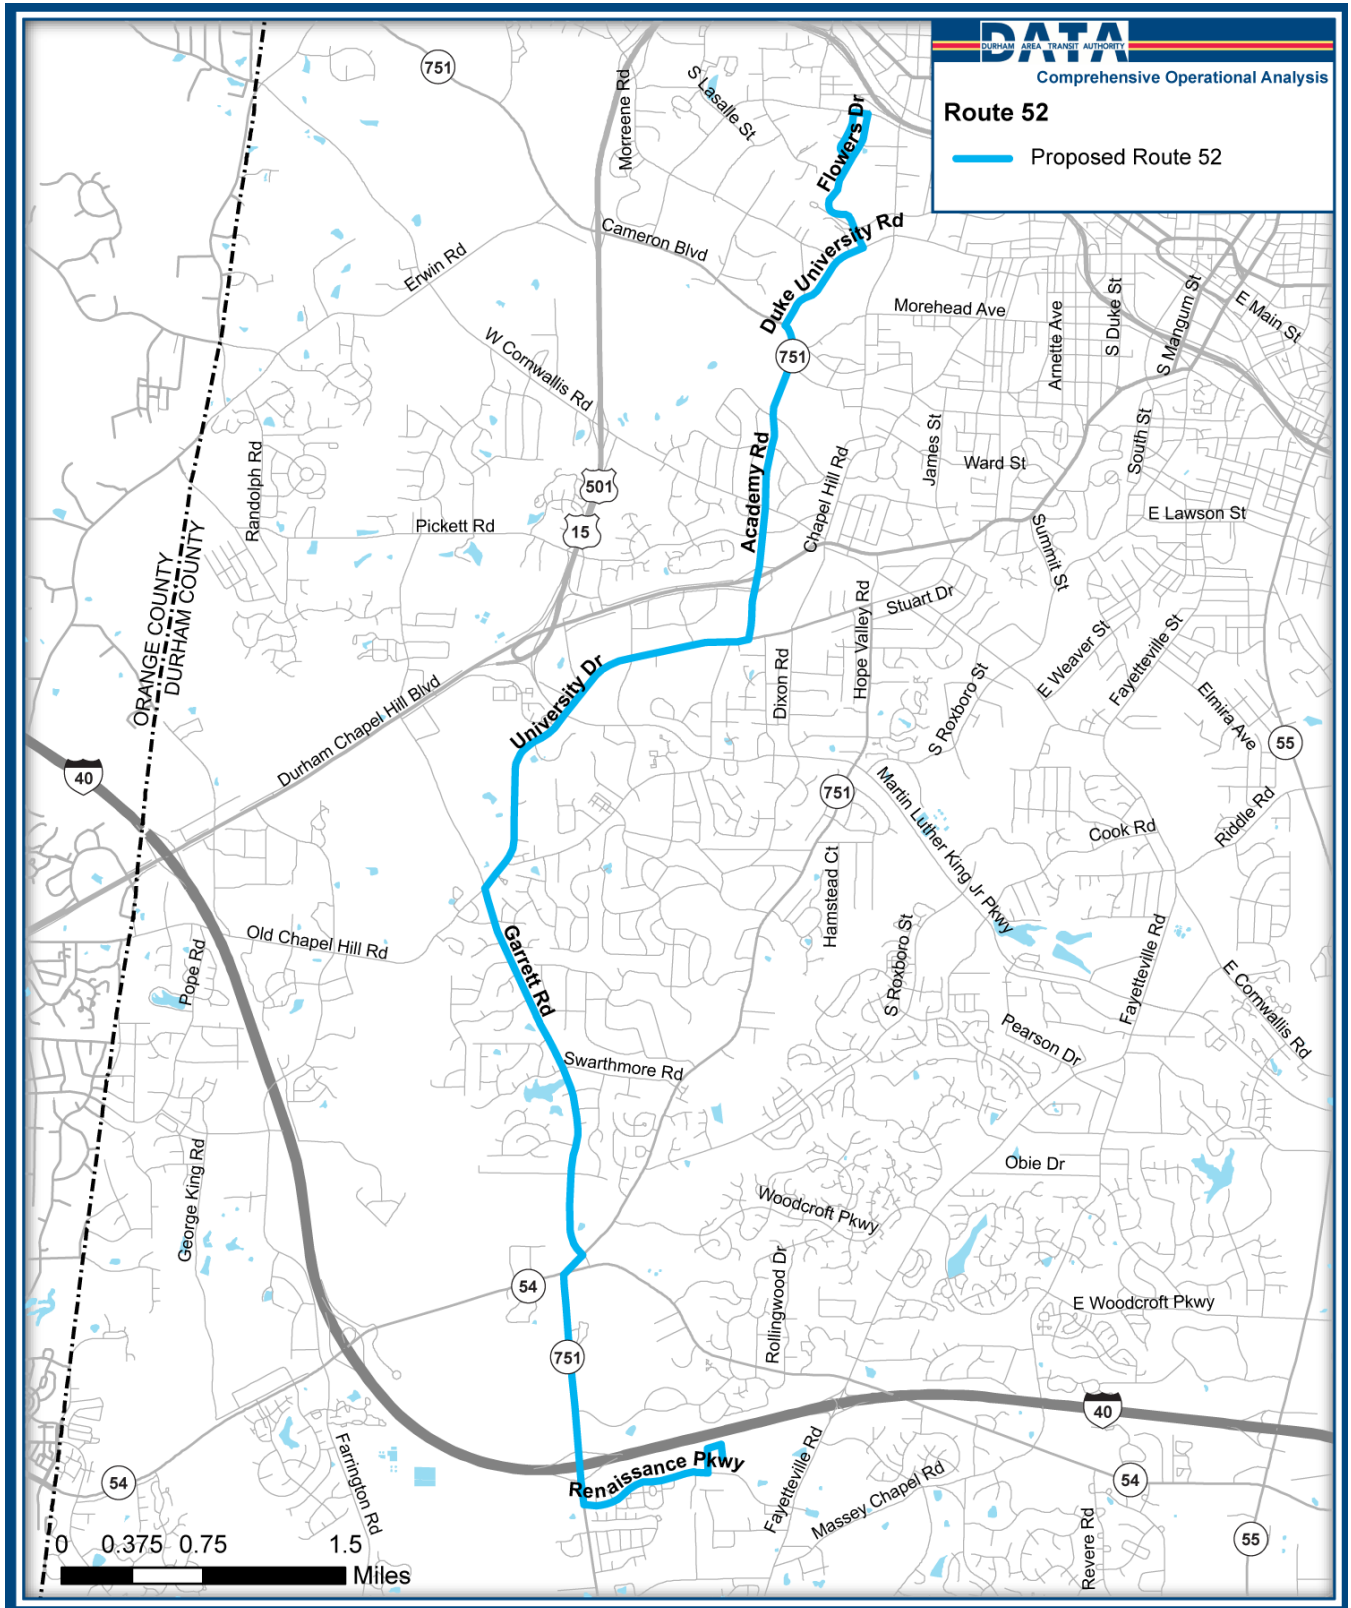 DATA
DURHAM AREA TRANSIT AUTHORITY
Comprehensive Operational Analysis
Route 52
Proposed Route 52
751
Morreene Rd
S Lasalle St
Flowers Dr
Duke University Rd
Cameron Blvd
Erwin Rd
Morehead Ave
Arnette Ave
S Duke St
S Mangum St
E Main St
W Cornwallis Rd
751
Randolph Rd
Academy Rd
Chapel Hill Rd
James St
Ward St
South St
501
15
Pickett Rd
E Lawson St
Summit St
ORANGE COUNTY
DURHAM COUNTY
Stuart Dr
Hope Valley Rd
Dixon Rd
E Weaver St
Fayetteville St
S Roxboro St
Elmira Ave
University Dr
Durham Chapel Hill Blvd
55
40
751
Martin Luther King Jr Pkwy
Cook Rd
Riddle Rd
Hamstead Ct
Old Chapel Hill Rd
Pope Rd
Garrett Rd
S Roxboro St
Fayetteville Rd
E Cornwallis Rd
Pearson Dr
Swarthmore Rd
George King Rd
Obie Dr
Woodcroft Pkwy
Rollingwood Dr
54
E Woodcroft Pkwy
751
40
Renaissance Pkwy
Fayetteville Rd
Massey Chapel Rd
54
54
Farrington Rd
Revere Rd
55
0 0.375 0.75 1.5
Miles